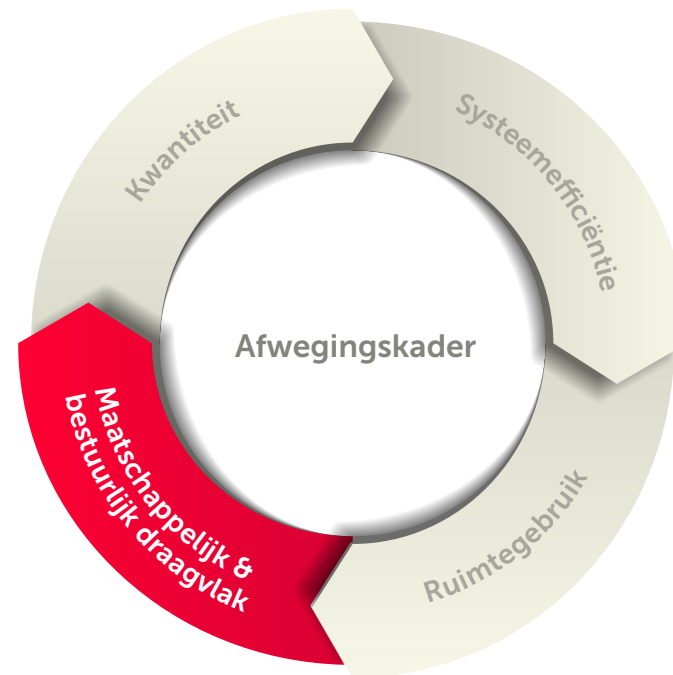 Kwantiteit
Systeemefficiëntie
Afwegingskader
Maatschappelijk &
bestuurlijk draagvlak
Ruimtegebruik